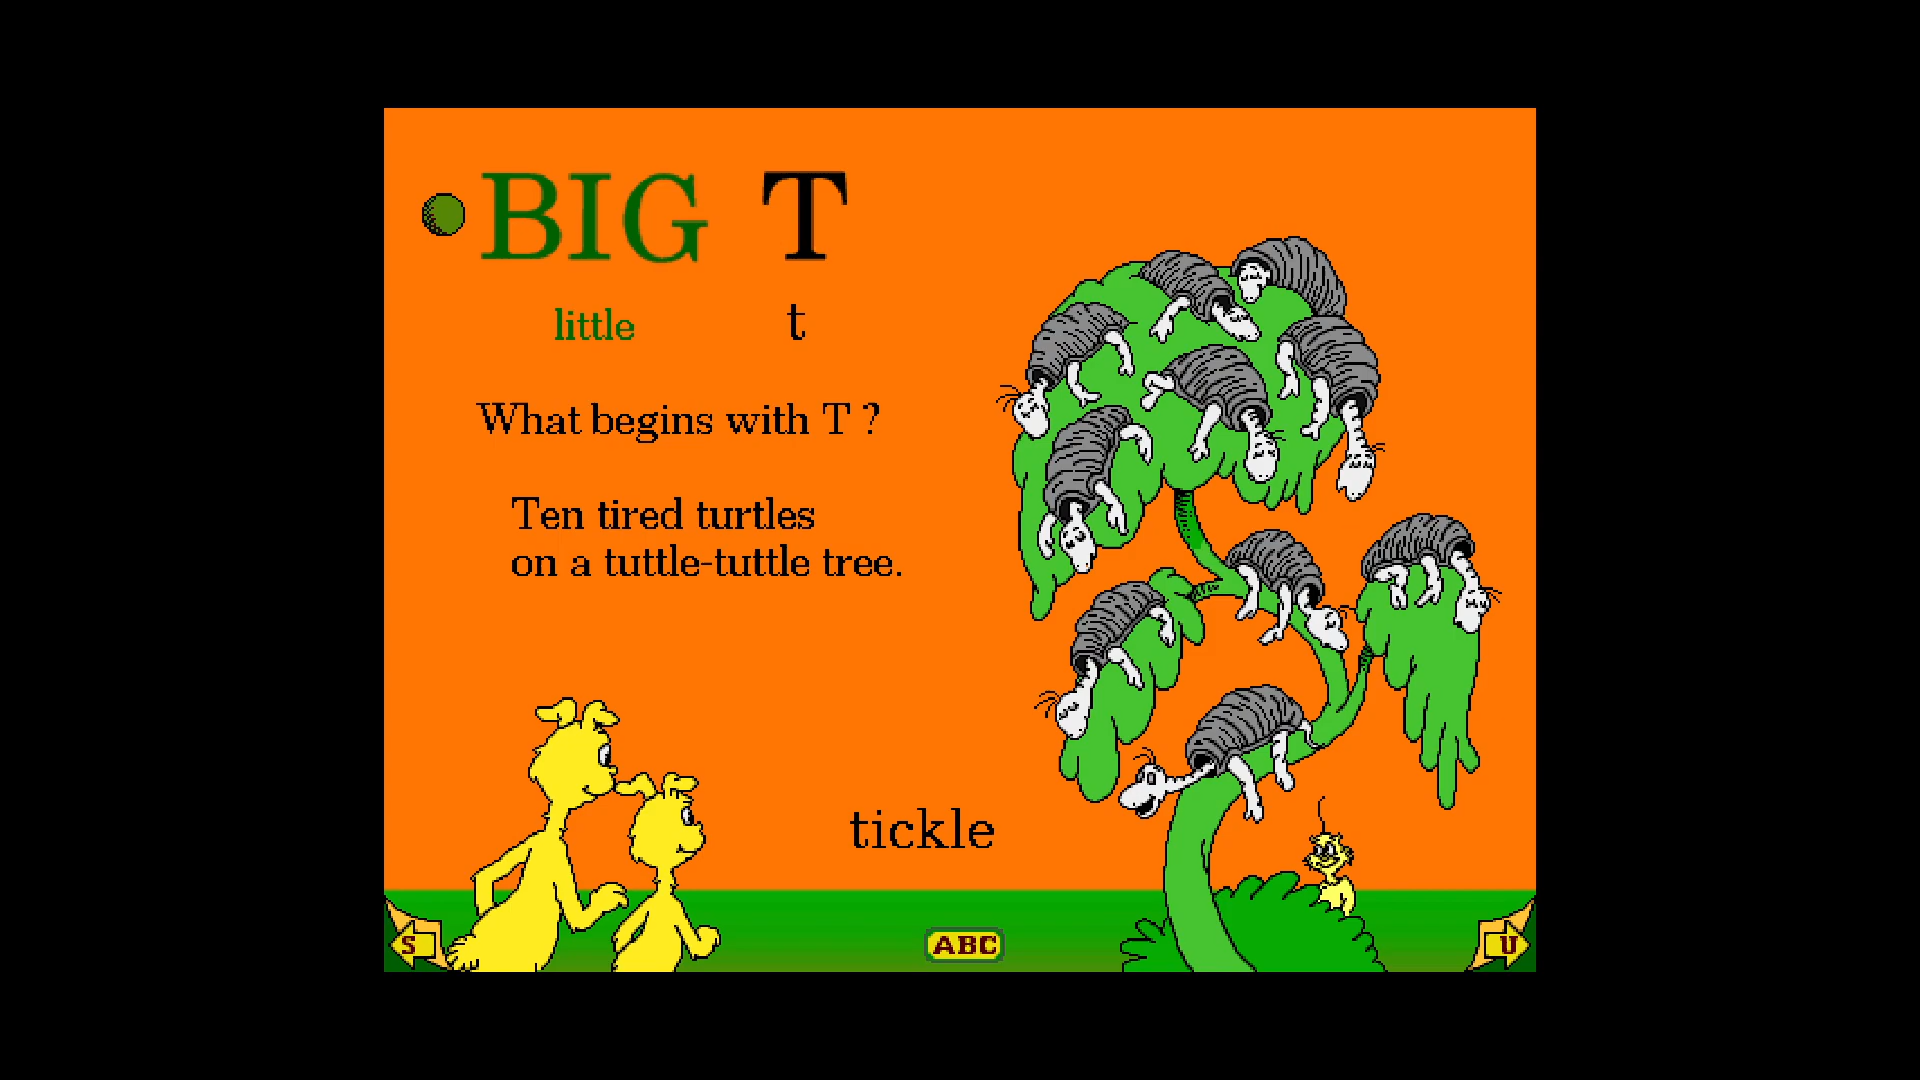 BIG T
little t
What begins with T ?
Ten tired turtles
on a tuttle-tuttle tree.
tickle
S
ABC
U